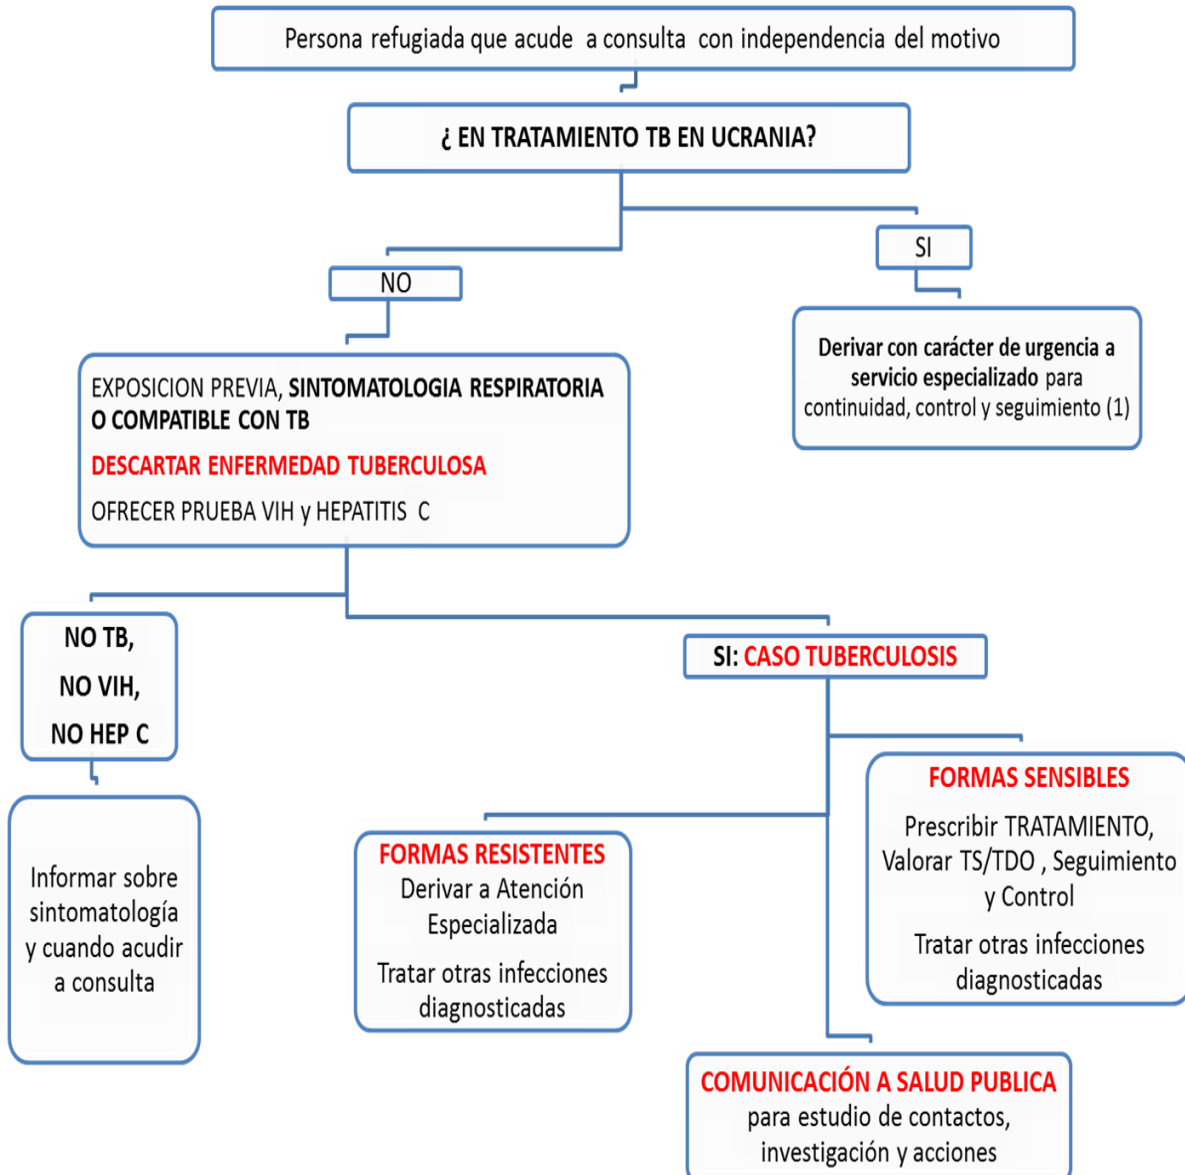 Persona refugiada que acude a consulta con independencia del motivo
¿ EN TRATAMIENTO TB EN UCRANIA?
SI
NO
Derivar con carácter de urgencia a
servicio especializado para
continuidad, control y seguimiento (1)
EXPOSICION PREVIA, SINTOMATOLOGIA RESPIRATORIA
O COMPATIBLE CON TB
DESCARTAR ENFERMEDAD TUBERCULOSA
OFRECER PRUEBA VIH y HEPATITIS C
NO TB,
NO VIH,
NO HEP C
SI: CASO TUBERCULOSIS
Informar sobre
sintomatología
y cuando acudir
a consulta
FORMAS RESISTENTES
Derivar a Atención
Especializada
Tratar otras infecciones
diagnosticadas
FORMAS SENSIBLES
Prescribir TRATAMIENTO,
Valorar TS/TDO , Seguimiento
y Control
Tratar otras infecciones
diagnosticadas
COMUNICACIÓN A SALUD PUBLICA
para estudio de contactos,
investigación y acciones